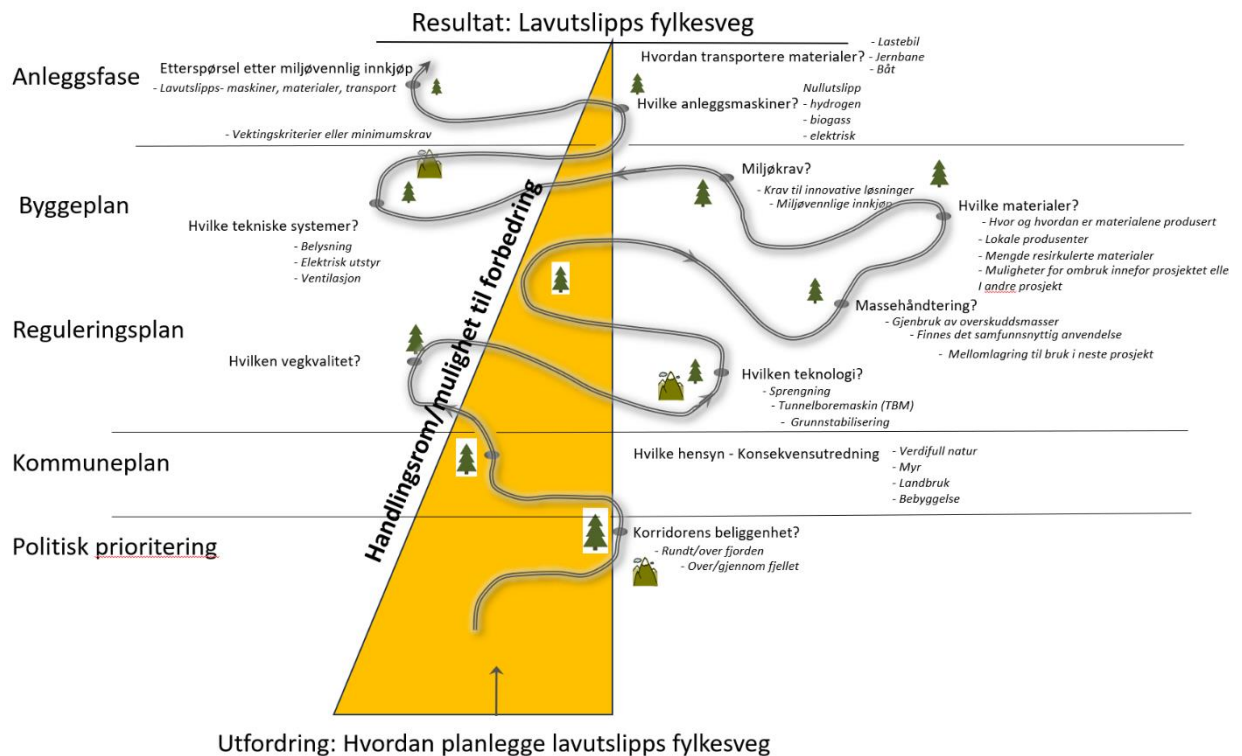 Resultat: Lavutslipps fylkesveg
Anleggsfase
Etterspørsel etter miljøvennlig innkjøp
- Lavutslipps- maskiner, materialer, transport
- Vektingskriterier eller minimumskrav
Hvordan transportere materialer?
- Lastebil
- Jernbane
- Båt
Hvilke anleggsmaskiner?
Nullutslipp
- hydrogen
- biogass
- elektrisk
Byggeplan
Hvilke tekniske systemer?
- Belysning
- Elektrisk utstyr
- Ventilasjon
Miljøkrav?
- Krav til innovative løsninger
- Miljøvennlige innkjøp
Hvilke materialer?
- Hvor og hvordan er materialene produsert
- Lokale produsenter
- Mengde resirkulerte materialer
- Muligheter for ombruk innefor prosjektet elle
I andre prosjekt
Handlingsrom/mulighet til forbedring
Reguleringsplan
Hvilken vegkvalitet?
Massehåndtering?
- Gjenbruk av overskuddsmasser
- Finnes det samfunnsnyttig anvendelse
- Mellomlagring til bruk i neste prosjekt
Hvilken teknologi?
- Sprengning
- Tunnelboremaskin (TBM)
- Grunnstabilisering
Kommuneplan
Hvilke hensyn - Konsekvensutredning
- Verdifull natur
- Myr
- Landbruk
- Bebyggelse
Politisk prioritering
Korridorens beliggenhet?
- Rundt/over fjorden
- Over/gjennom fjellet
Utfordring: Hvordan planlegge lavutslipps fylkesveg